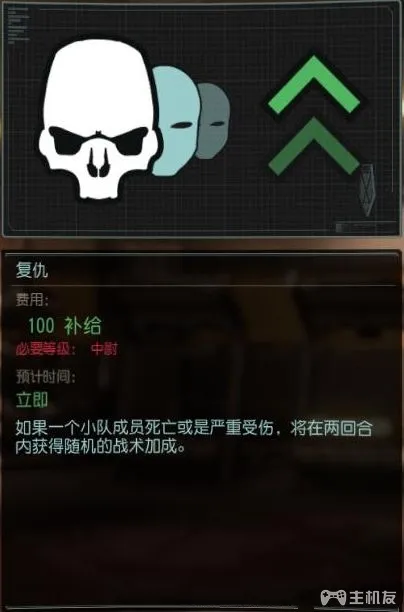 复仇
费用:
100 补给
必要等级: 中尉
预计时间:
立即
如果一个小队成员死亡或是严重受伤，将在两回合
内获得随机的战术加成。
主机友